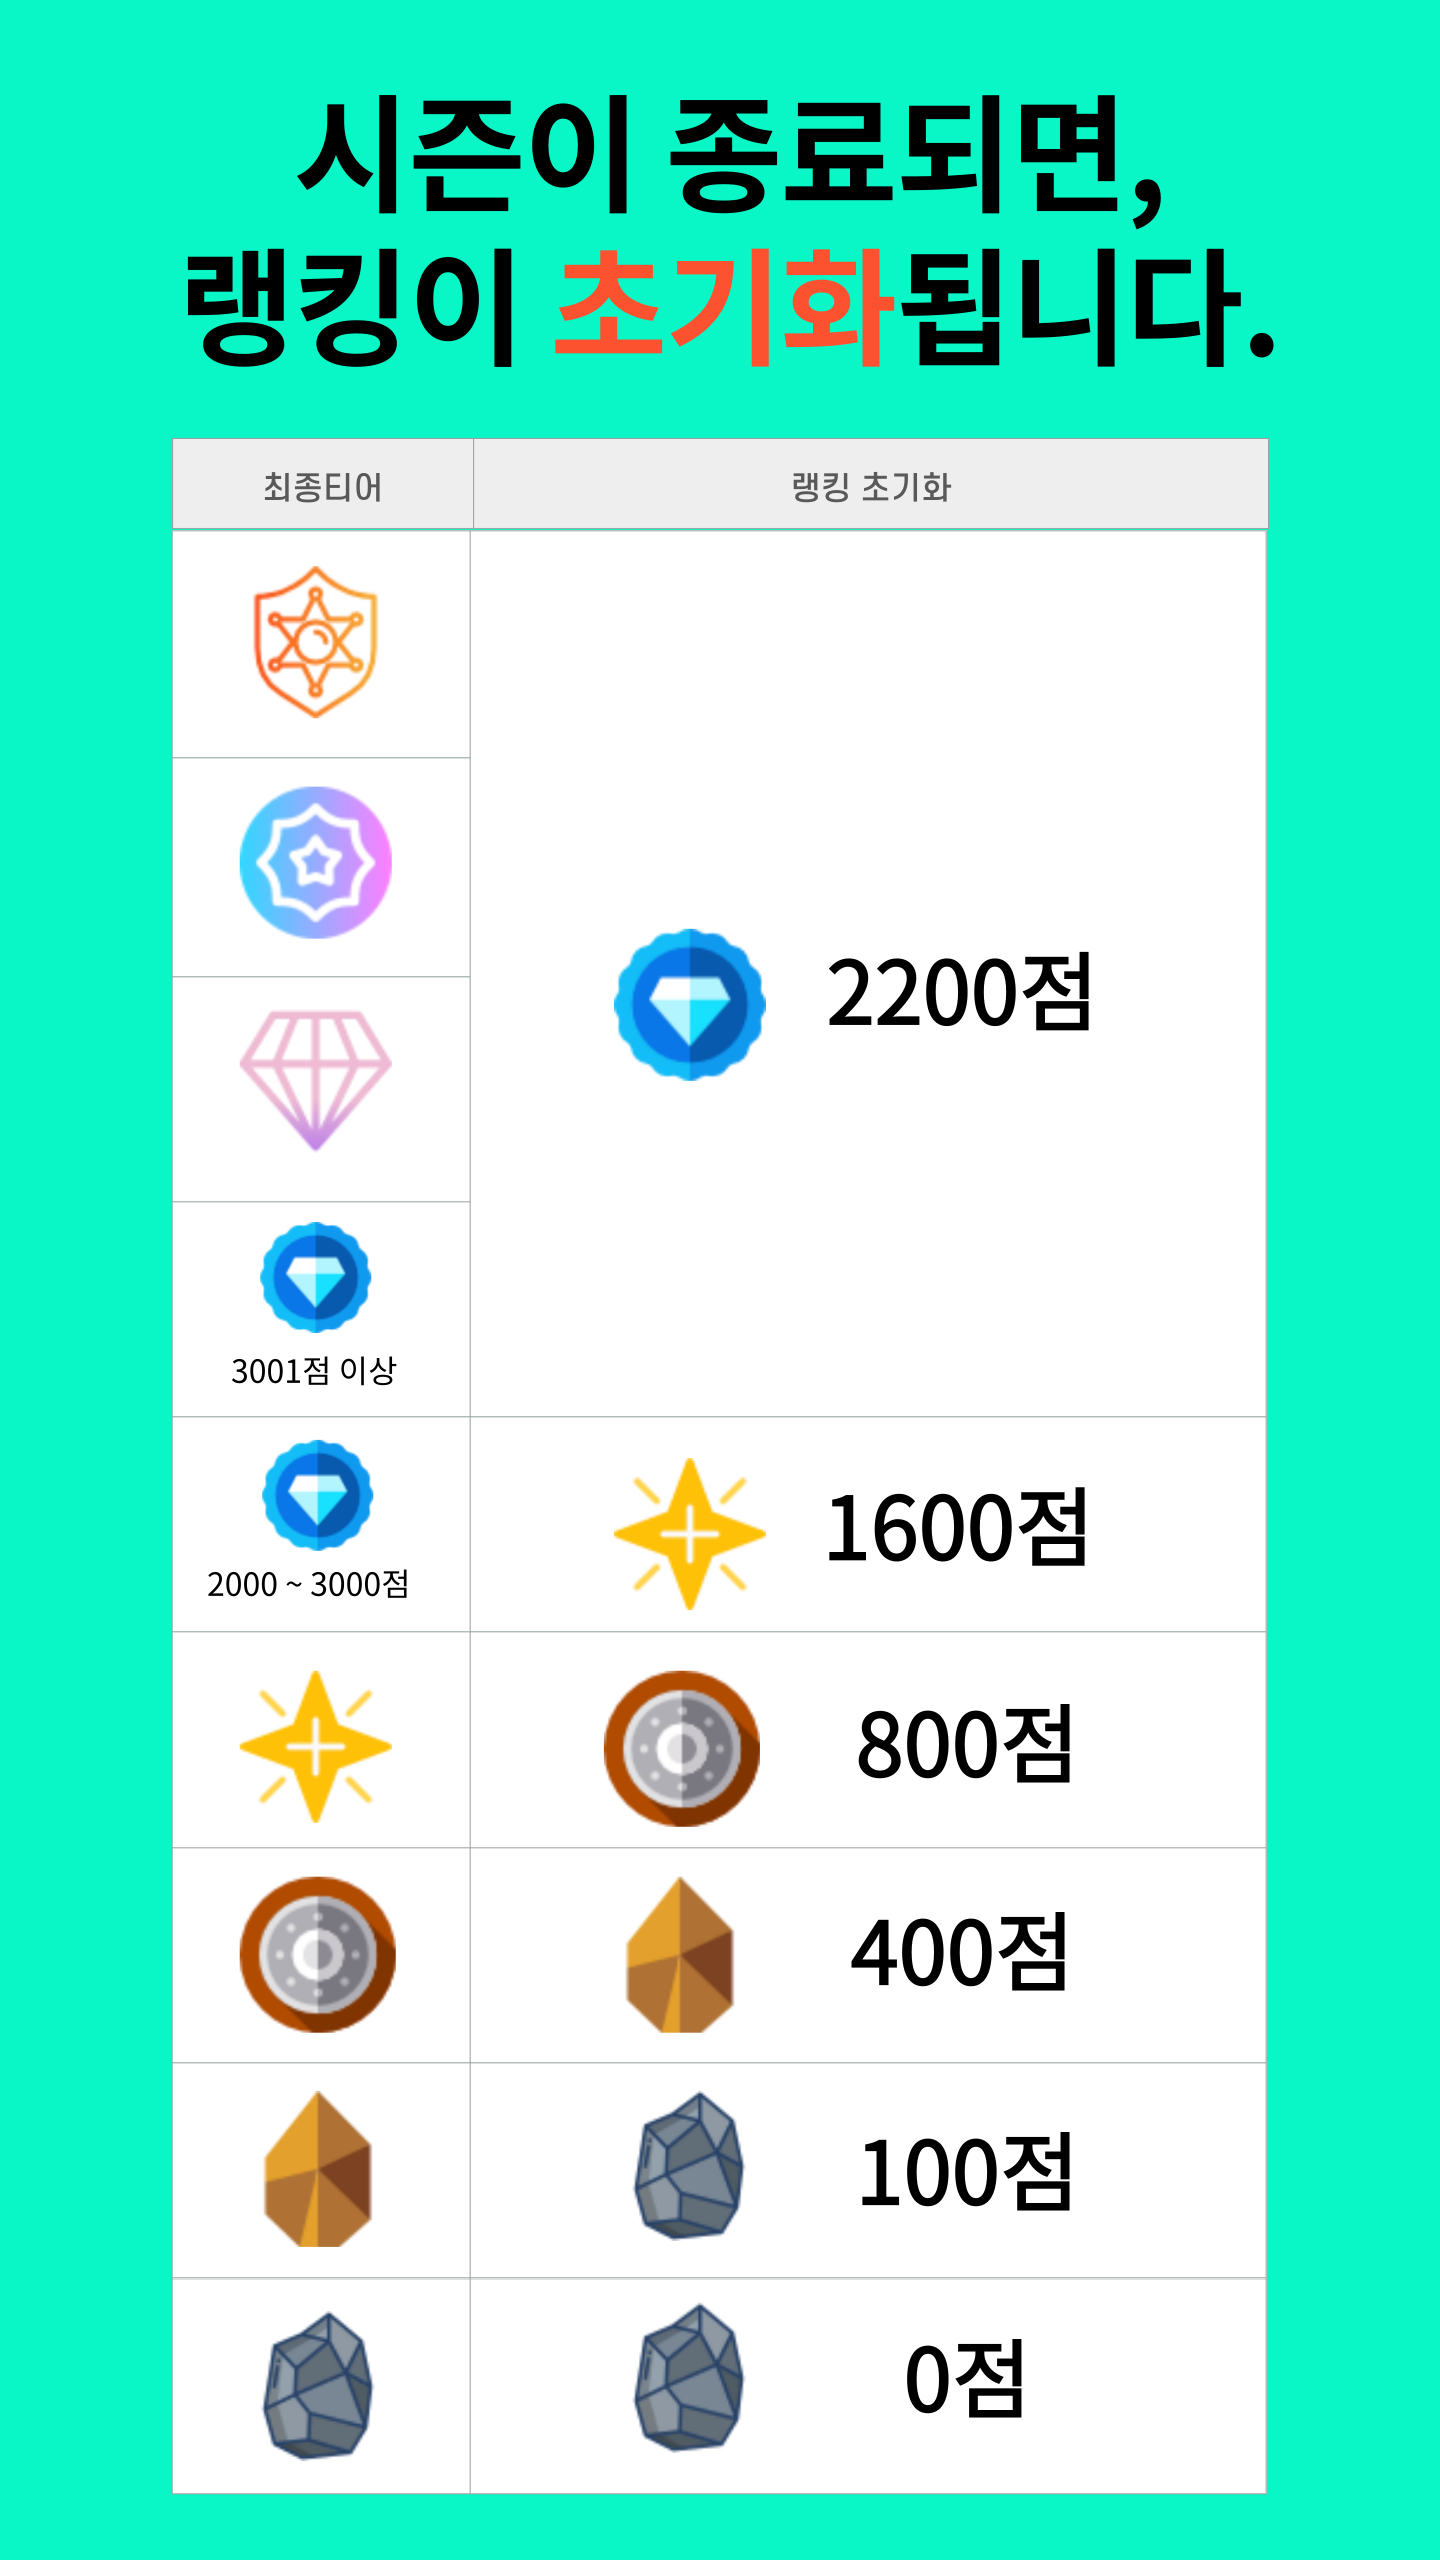 시즌이 종료되면,
랭킹이 초기화됩니다.
최종티어 랭킹 초기화
2200점
3001점 이상
2000 ~ 3000점
1600점
800점
400점
100점
0점